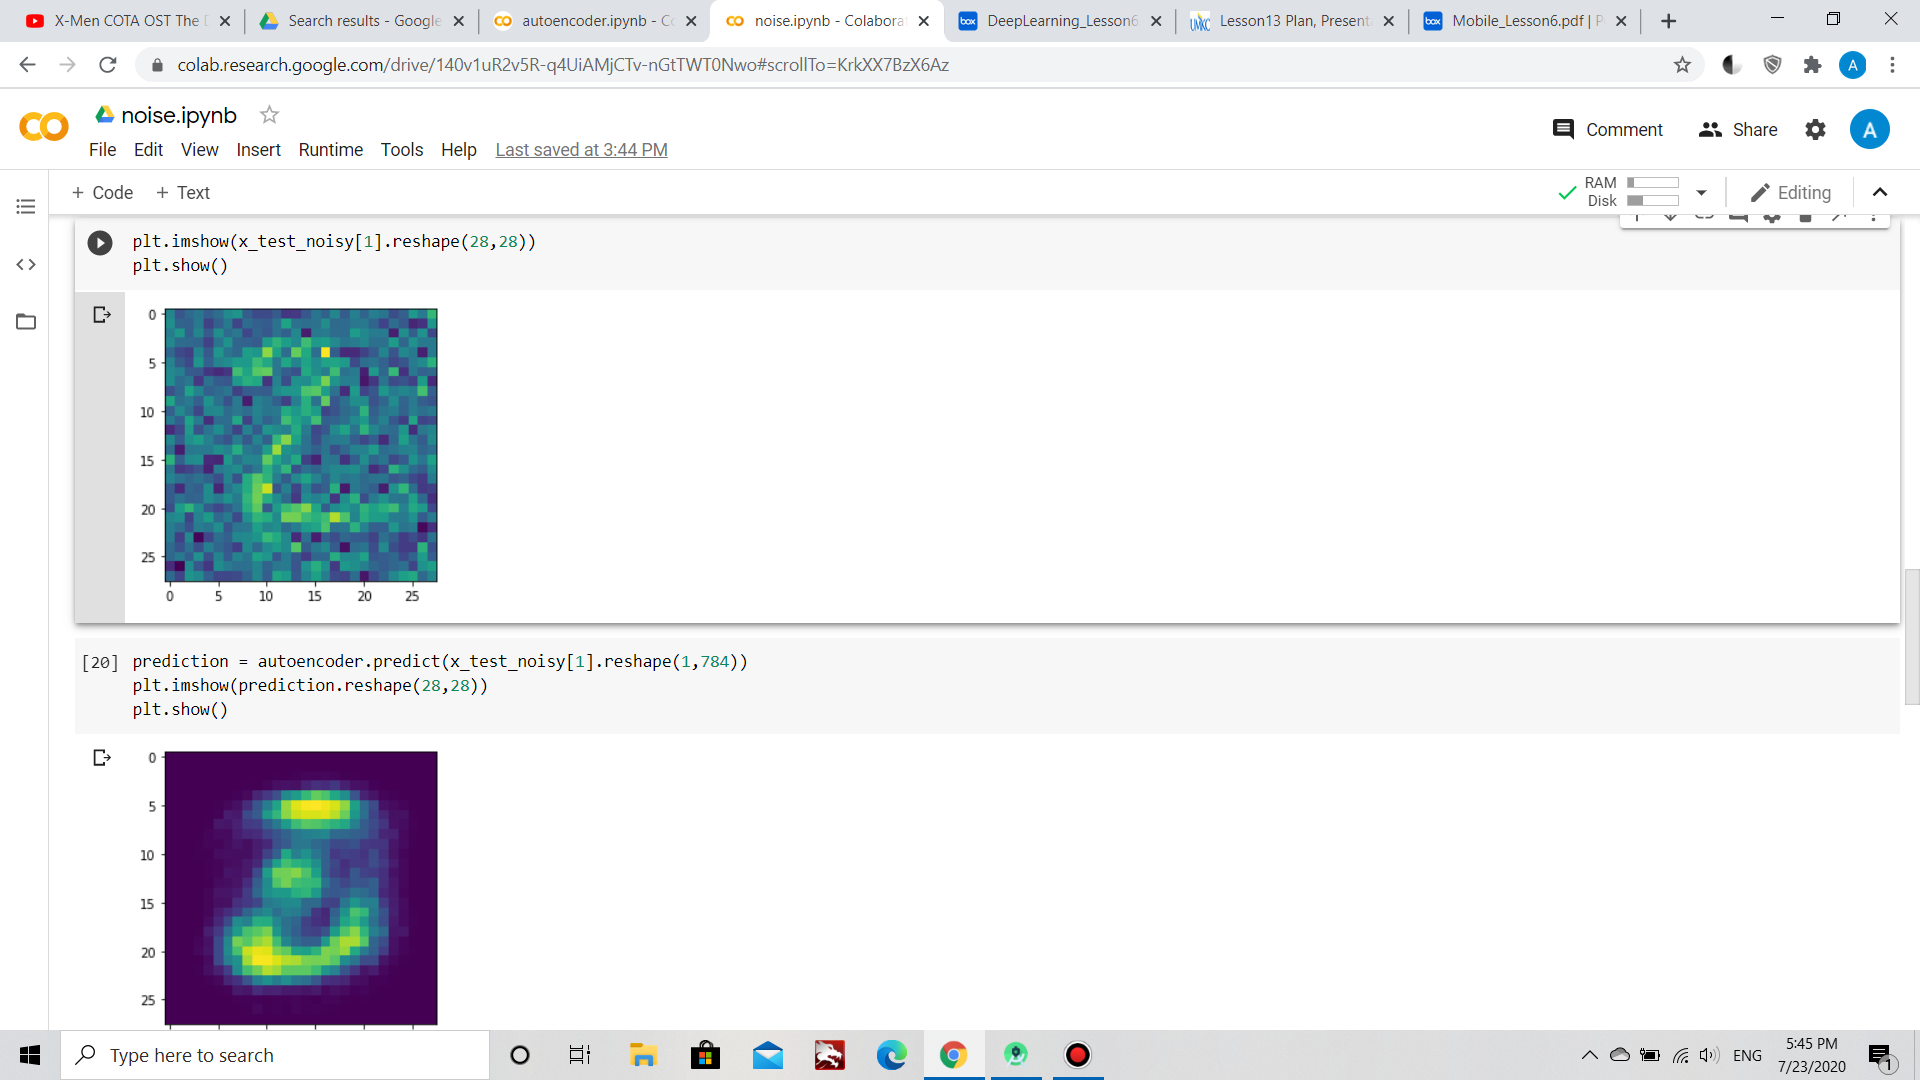 X-Men COTA OST The
Search results - Google
autoencoder.ipynb - Co
noise.ipynb - Colaborat
DeepLearning_Lesson6
Lesson13 Plan, Present
Mobile_Lesson6.pdf | P
colab.research.google.com/drive/140v1uR2v5R-q4UiAMjCTv-nGtTWT0Nwo#scrollTo=KrkXX7BzX6Az
A
noise.ipynb
Comment
Share
A
File Edit View Insert Runtime Tools Help Last saved at 3:44 PM
+ Code + Text
RAM
Disk
Editing
plt.imshow(x_test_noisy[1].reshape(28,28))
plt.show()
0
5
10
15
20
25
0 5 10 15 20 25
[20] prediction = autoencoder.predict(x_test_noisy[1].reshape(1,784))
plt.imshow(prediction.reshape(28,28))
plt.show()
0
5
10
15
20
25
Type here to search
ENG
5:45 PM
7/23/2020
1